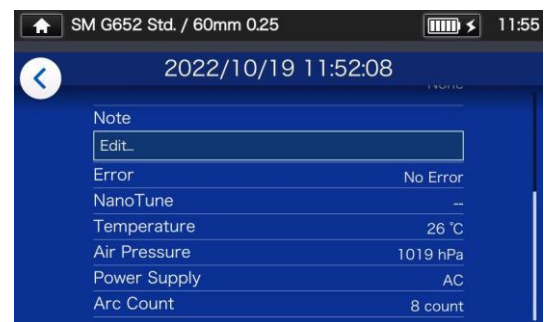 SM G652 Std. / 60mm 0.25 11:55
2022/10/19 11:52:08
None
Note
Edit...
Error No Error
NanoTune --
Temperature 26 ℃
Air Pressure 1019 hPa
Power Supply AC
Arc Count 8 count